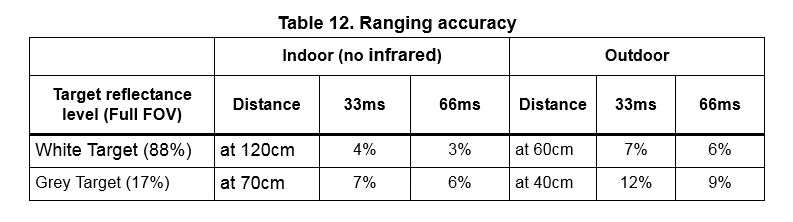 Table 12. Ranging accuracy
Indoor (no infrared) Outdoor
Target reflectance
level (Full FOV) Distance 33ms 66ms Distance 33ms 66ms
White Target (88%) at 120cm 4% 3% at 60cm 7% 6%
Grey Target (17%) at 70cm 7% 6% at 40cm 12% 9%